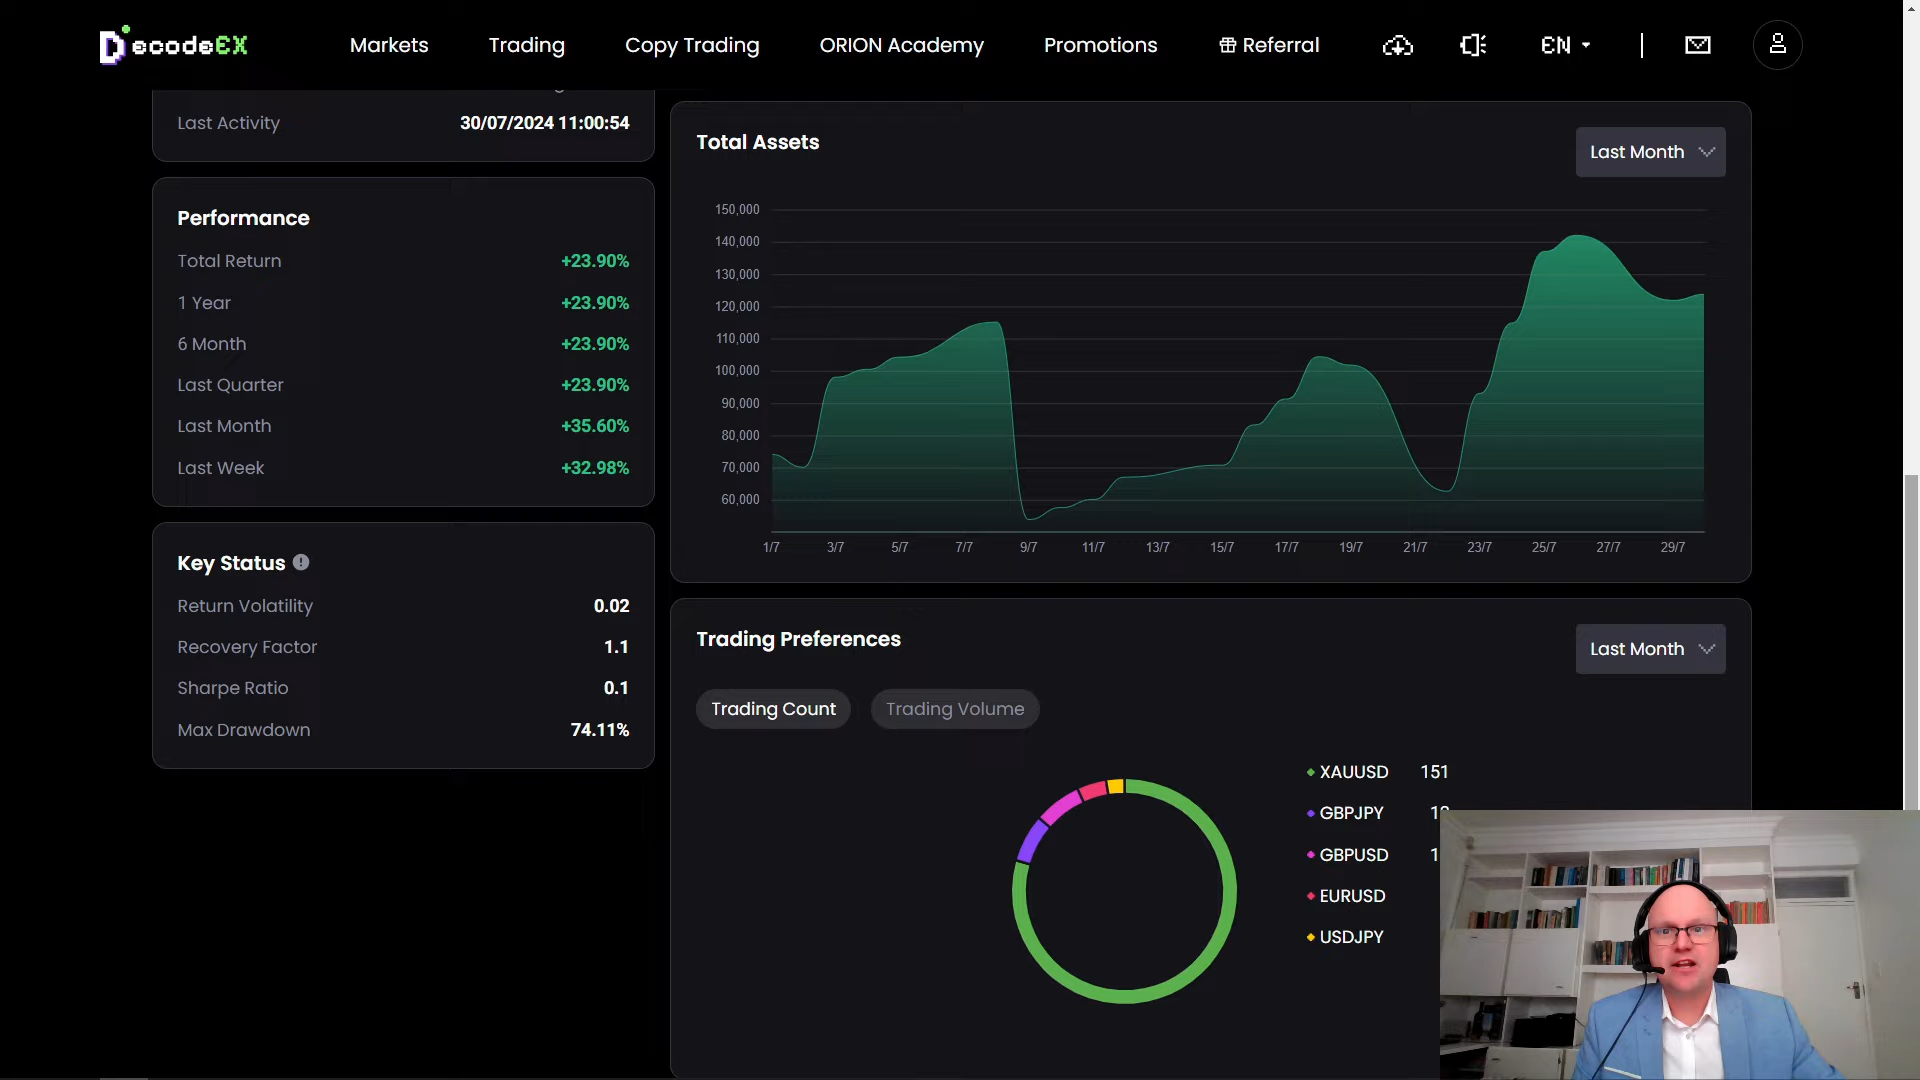 DecodeEX
Markets
Trading
Copy Trading
ORION Academy
Promotions
Referral
EN
Last Activity
30/07/2024 11:00:54
Performance
Total Return
+23.90%
1 Year
+23.90%
6 Month
+23.90%
Last Quarter
+23.90%
Last Month
+35.60%
Last Week
+32.98%
Key Status
Return Volatility
0.02
Recovery Factor
1.1
Sharpe Ratio
0.1
Max Drawdown
74.11%
Total Assets
Last Month
150,000
140,000
130,000
120,000
110,000
100,000
90,000
80,000
70,000
60,000
1/7 3/7 5/7 7/7 9/7 11/7 13/7 15/7 17/7 19/7 21/7 23/7 25/7 27/7 29/7
Trading Preferences
Last Month
Trading Count
Trading Volume
XAUUSD 151
GBPJPY
GBPUSD
EURUSD
USDJPY